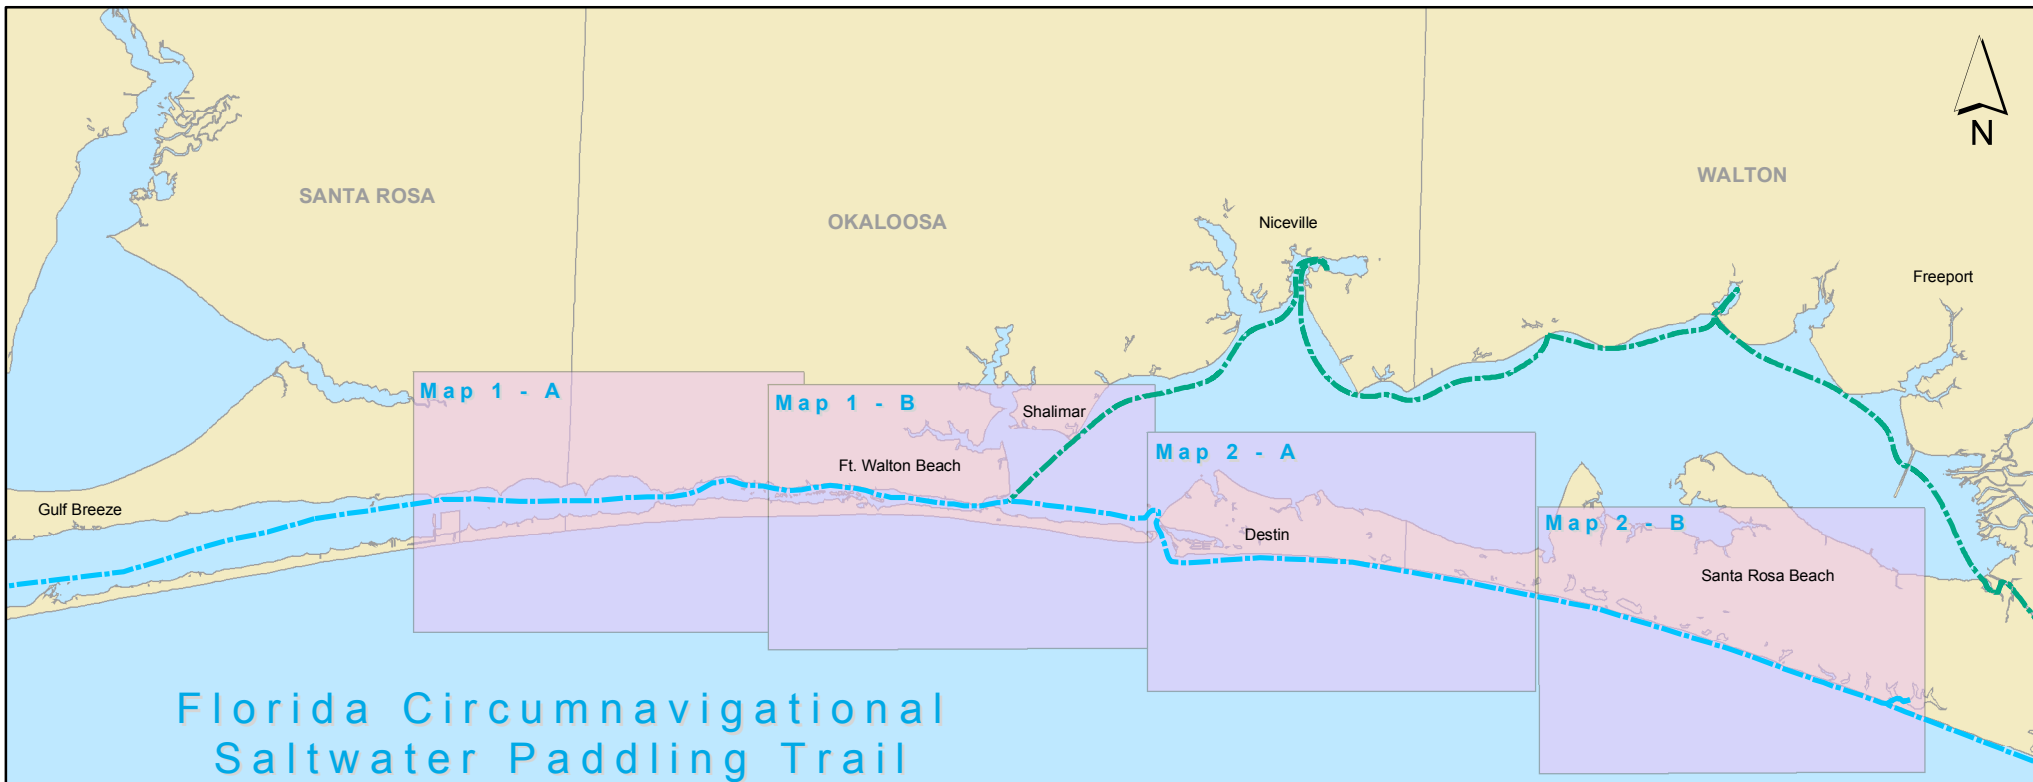 N
WALTON
SANTA ROSA
OKALOOSA
Niceville
Freeport
Map 1 - A
Map 1 - B
Shalimar
Map 2 - A
Ft. Walton Beach
Gulf Breeze
Map 2 - B
Destin
Santa Rosa Beach
Florida Circumnavigational
Saltwater Paddling Trail